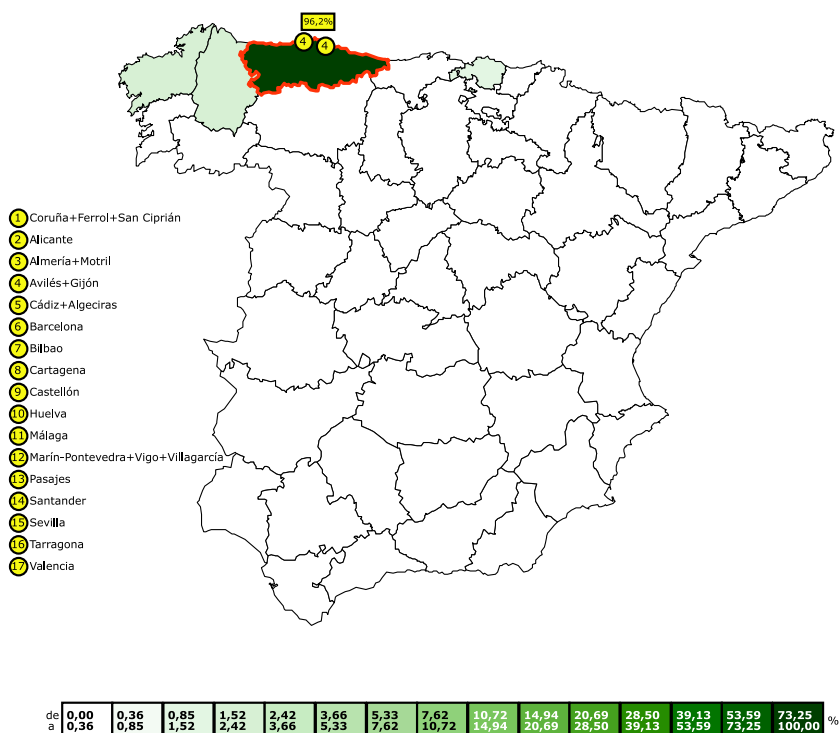 96,2%
4 4
1 Coruña+Ferrol+San Ciprián
2 Alicante
3 Almería+Motril
4 Avilés+Gijón
5 Cádiz+Algeciras
6 Barcelona
7 Bilbao
8 Cartagena
9 Castellón
10 Huelva
11 Málaga
12 Marín-Pontevedra+Vigo+Villagarcía
13 Pasajes
14 Santander
15 Sevilla
16 Tarragona
17 Valencia
de 0,00 0,36 0,85 1,52 2,42 3,66 5,33 7,62 10,72 14,94 20,69 28,50 39,13 53,59 73,25 %
a 0,36 0,85 1,52 2,42 3,66 5,33 7,62 10,72 14,94 20,69 28,50 39,13 53,59 73,25 100,00